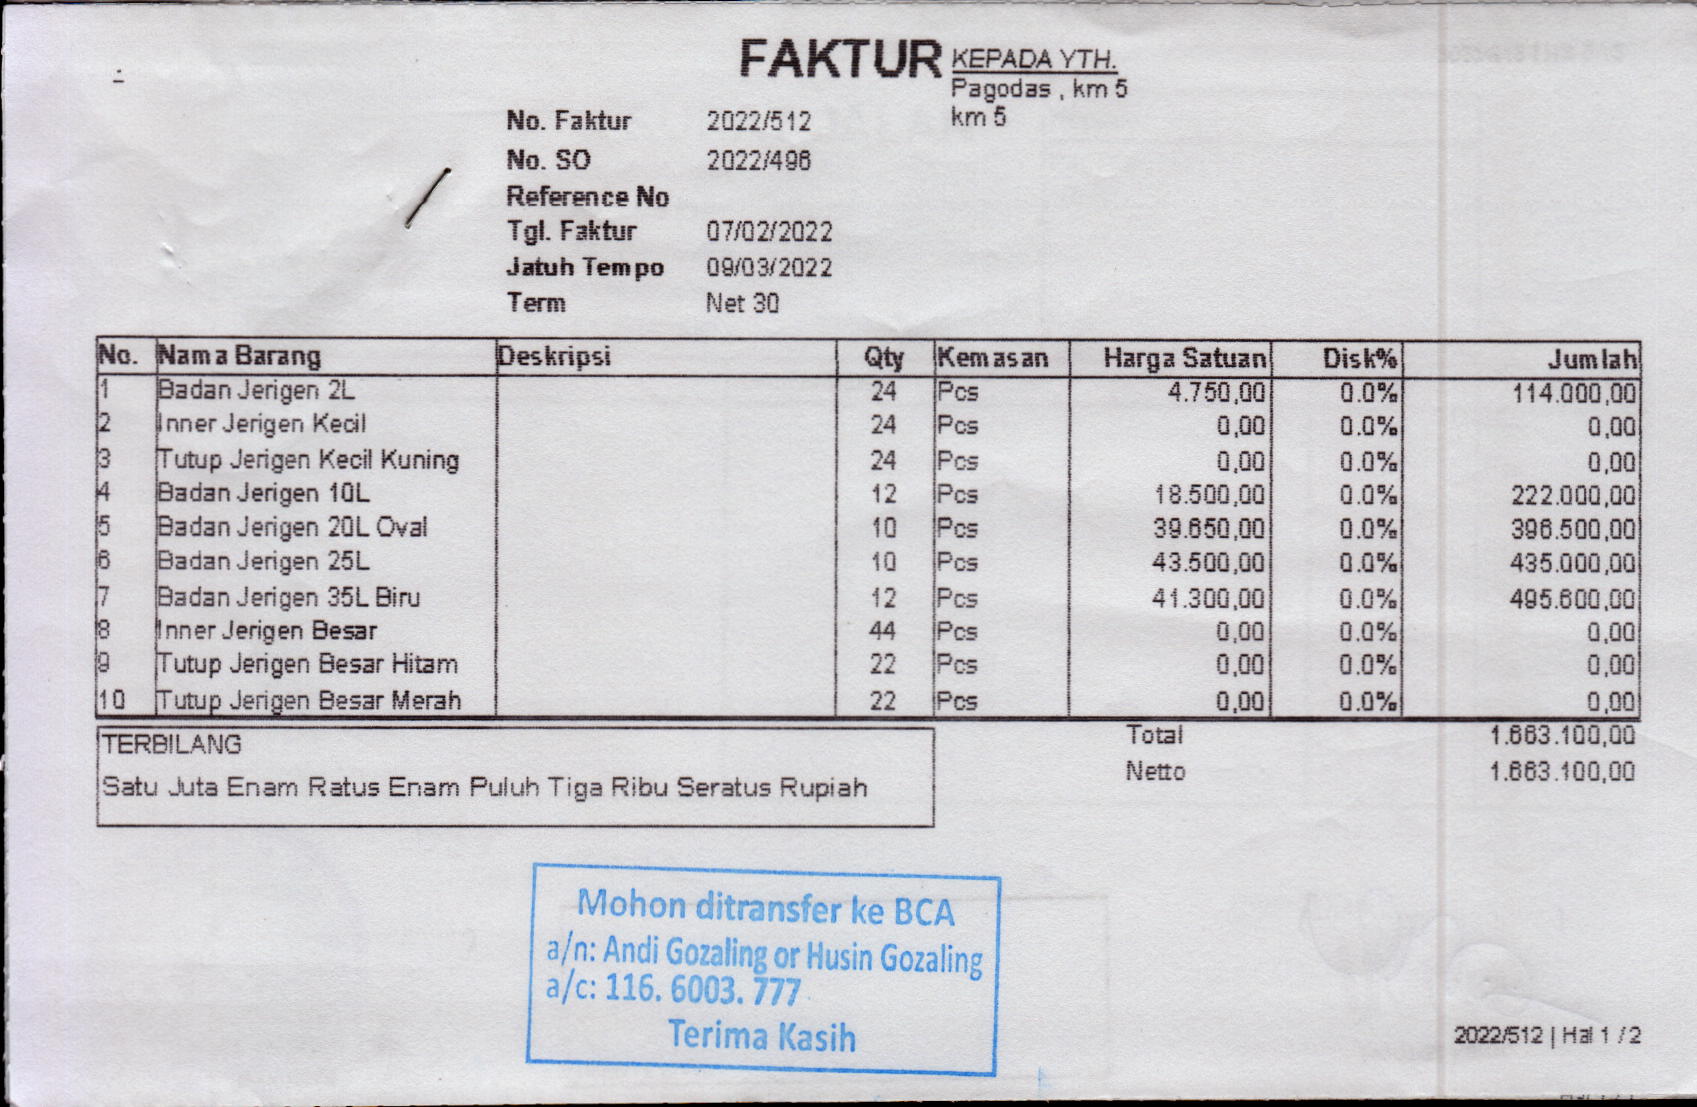 FAKTUR
KEPADA YTH.
Pagodas , km 5
km 5
No. Faktur 2022/512
No. SO 2022/496
Reference No
Tgl. Faktur 07/02/2022
Jatuh Tempo 09/03/2022
Term Net 30
No. Nama Barang Deskripsi Qty Kemasan Harga Satuan Disk% Jumlah
1 Badan Jerigen 2L 24 Pcs 4.750,00 0.0% 114.000,00
2 Inner Jerigen Kecil 24 Pcs 0,00 0.0% 0,00
3 Tutup Jerigen Kecil Kuning 24 Pcs 0,00 0.0% 0,00
4 Badan Jerigen 10L 12 Pcs 18.500,00 0.0% 222.000,00
5 Badan Jerigen 20L Oval 10 Pcs 39.650,00 0.0% 396.500,00
6 Badan Jerigen 25L 10 Pcs 43.500,00 0.0% 435.000,00
7 Badan Jerigen 35L Biru 12 Pcs 41.300,00 0.0% 495.600,00
8 Inner Jerigen Besar 44 Pcs 0,00 0.0% 0,00
9 Tutup Jerigen Besar Hitam 22 Pcs 0,00 0.0% 0,00
10 Tutup Jerigen Besar Merah 22 Pcs 0,00 0.0% 0,00
Total 1.663.100,00
Netto 1.663.100,00
TERBILANG
Satu Juta Enam Ratus Enam Puluh Tiga Ribu Seratus Rupiah
Mohon ditransfer ke BCA
a/n: Andi Gozaling or Husin Gozaling
a/c: 116. 6003. 777
Terima Kasih
2022/512 | Hal 1 / 2